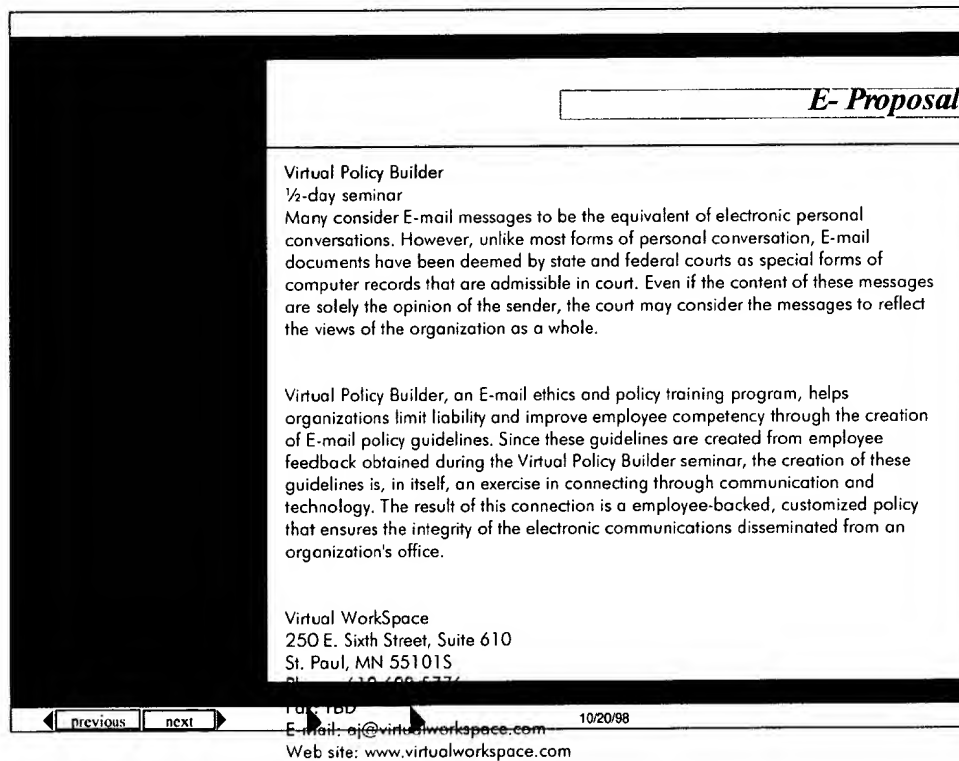 E- Proposal
Virtual Policy Builder
½-day seminar
Many consider E-mail messages to be the equivalent of electronic personal
conversations. However, unlike most forms of personal conversation, E-mail
documents have been deemed by state and federal courts as special forms of
computer records that are admissible in court. Even if the content of these messages
are solely the opinion of the sender, the court may consider the messages to reflect
the views of the organization as a whole.
Virtual Policy Builder, an E-mail ethics and policy training program, helps
organizations limit liability and improve employee competency through the creation
of E-mail policy guidelines. Since these guidelines are created from employee
feedback obtained during the Virtual Policy Builder seminar, the creation of these
guidelines is, in itself, an exercise in connecting through communication and
technology. The result of this connection is a employee-backed, customized policy
that ensures the integrity of the electronic communications disseminated from an
organization's office.
Virtual WorkSpace
250 E. Sixth Street, Suite 610
St. Paul, MN 55101S
Fax: TBD
previous next 10/20/98
E-mail: oj@virtualworkspace.com
Web site: www.virtualworkspace.com